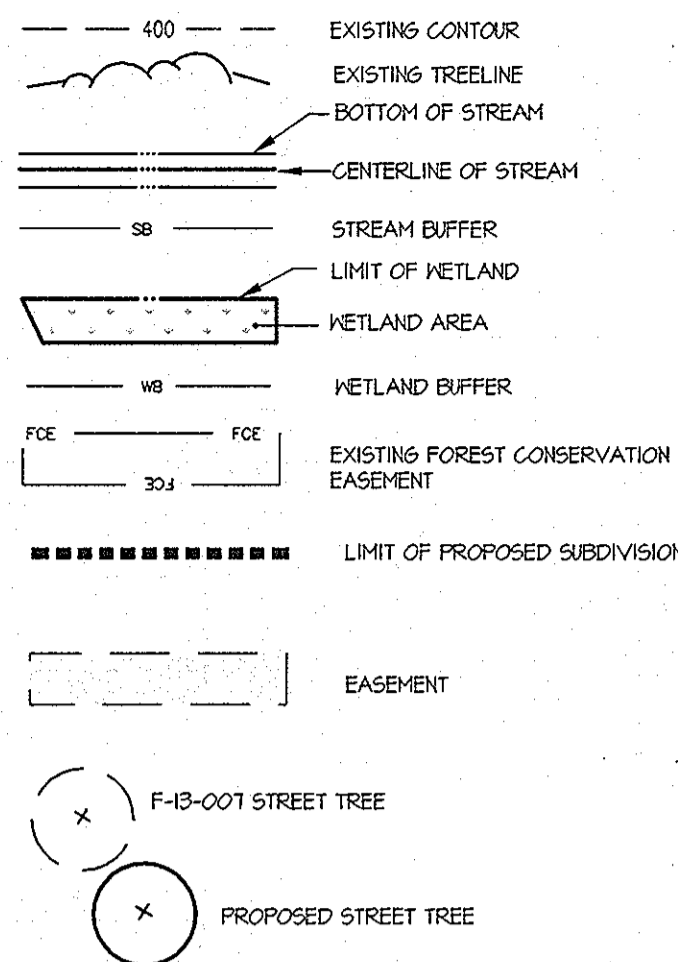 400 EXISTING CONTOUR
EXISTING TREELINE
BOTTOM OF STREAM
CENTERLINE OF STREAM
SB STREAM BUFFER
LIMIT OF WETLAND
WETLAND AREA
WB WETLAND BUFFER
FCE FCE
EXISTING FOREST CONSERVATION
FCE EASEMENT
LIMIT OF PROPOSED SUBDIVISION
EASEMENT
F-13-007 STREET TREE
PROPOSED STREET TREE